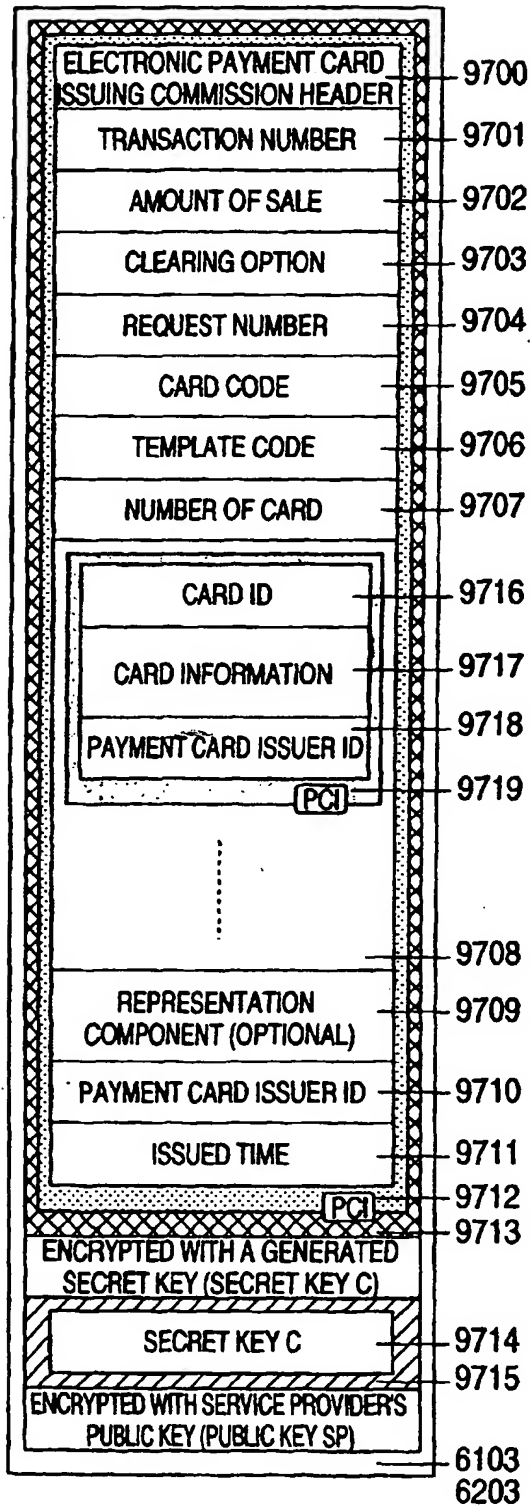 ELECTRONIC PAYMENT CARD
ISSUING COMMISSION HEADER
9700
TRANSACTION NUMBER
9701
AMOUNT OF SALE
9702
CLEARING OPTION
9703
REQUEST NUMBER
9704
CARD CODE
9705
TEMPLATE CODE
9706
NUMBER OF CARD
9707
CARD ID
9716
CARD INFORMATION
9717
PAYMENT CARD ISSUER ID
9718
PCI
9719
9708
REPRESENTATION
COMPONENT (OPTIONAL)
9709
PAYMENT CARD ISSUER ID
9710
ISSUED TIME
9711
PCI
9712
9713
ENCRYPTED WITH A GENERATED
SECRET KEY (SECRET KEY C)
SECRET KEY C
9714
9715
ENCRYPTED WITH SERVICE PROVIDER'S
PUBLIC KEY (PUBLIC KEY SP)
6103
6203